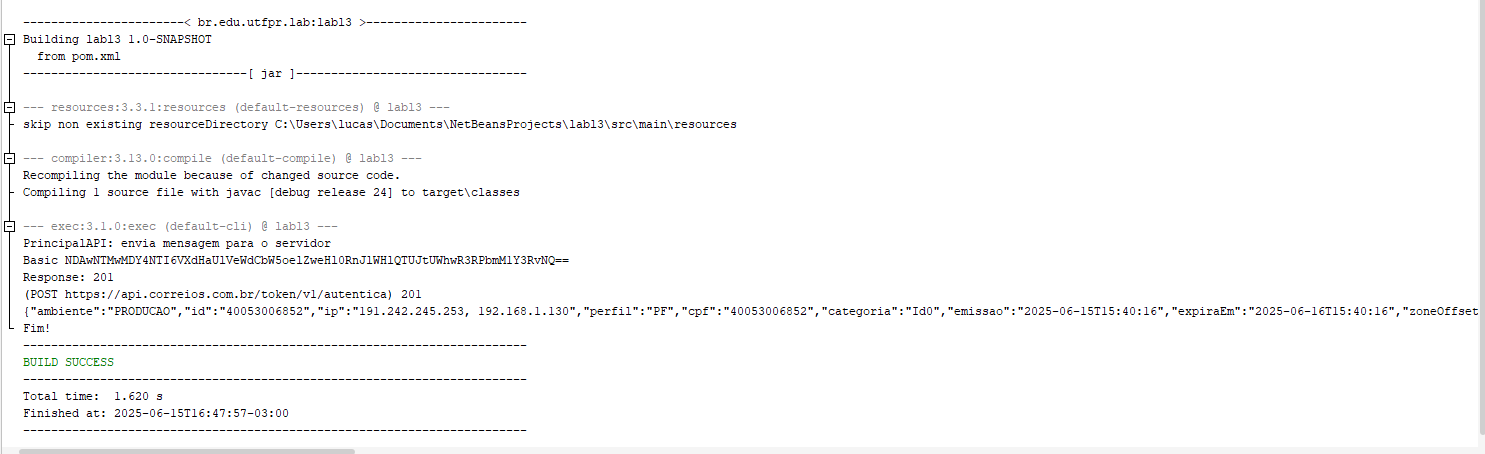 -----------------------< br.edu.utfpr.lab:lab13 >-----------------------
Building lab13 1.0-SNAPSHOT
from pom.xml
--------------------------------[ jar ]---------------------------------
--- resources:3.3.1:resources (default-resources) @ lab13 ---
skip non existing resourceDirectory C:\Users\lucas\Documents\NetBeansProjects\lab13\src\main\resources
--- compiler:3.13.0:compile (default-compile) @ lab13 ---
Recompiling the module because of changed source code.
Compiling 1 source file with javac [debug release 24] to target\classes
--- exec:3.1.0:exec (default-cli) @ lab13 ---
PrincipalAPI: envia mensagem para o servidor
Basic
Response: 201
(POST https://api.correios.com.br/token/v1/autentica) 201
{"ambiente":"PRODUCAO","id":"40053006852","ip":"191.242.245.253, 192.168.1.130","perfil":"PF","cpf":"40053006852","categoria":"Id0","emissao":"2025-06-15T15:40:16","expiraEm":"2025-06-16T15:40:16","zoneOffset
Fim!
------------------------------------------------------------------------
BUILD SUCCESS
------------------------------------------------------------------------
Total time:  1.620 s
Finished at: 2025-06-15T16:47:57-03:00
------------------------------------------------------------------------